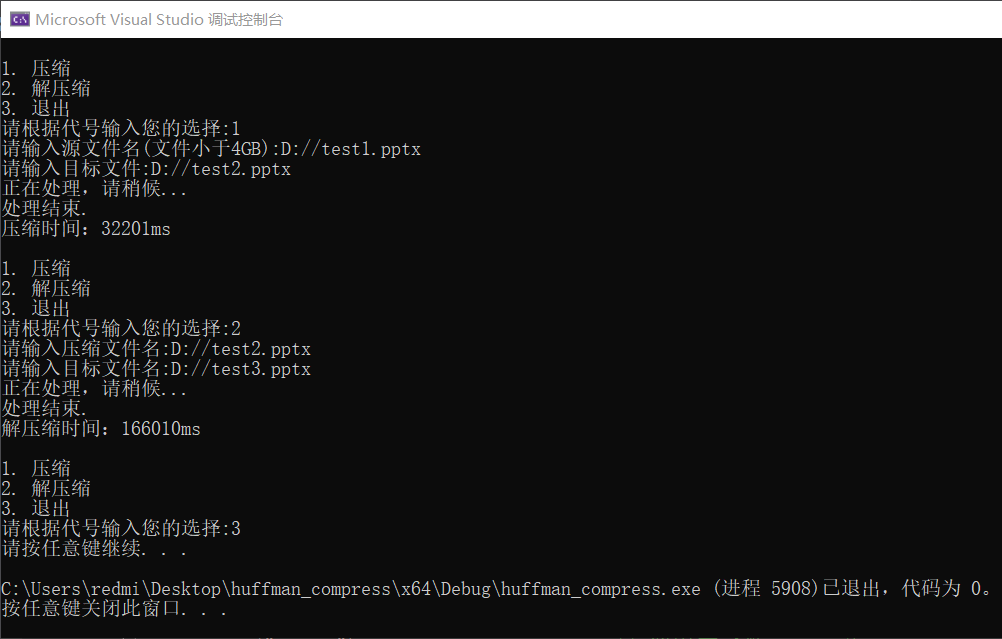 Microsoft Visual Studio 调试控制台
1. 压缩
2. 解压缩
3. 退出
请根据代号输入您的选择:1
请输入源文件名(文件小于4GB):D://test1.pptx
请输入目标文件:D://test2.pptx
正在处理，请稍候...
处理结束.
压缩时间：32201ms
1. 压缩
2. 解压缩
3. 退出
请根据代号输入您的选择:2
请输入压缩文件名:D://test2.pptx
请输入目标文件名:D://test3.pptx
正在处理，请稍候...
处理结束.
解压缩时间：166010ms
1. 压缩
2. 解压缩
3. 退出
请根据代号输入您的选择:3
请按任意键继续. . .
C:\Users\redmi\Desktop\huffman_compress\x64\Debug\huffman_compress.exe (进程 5908)已退出，代码为 0。
按任意键关闭此窗口. . .